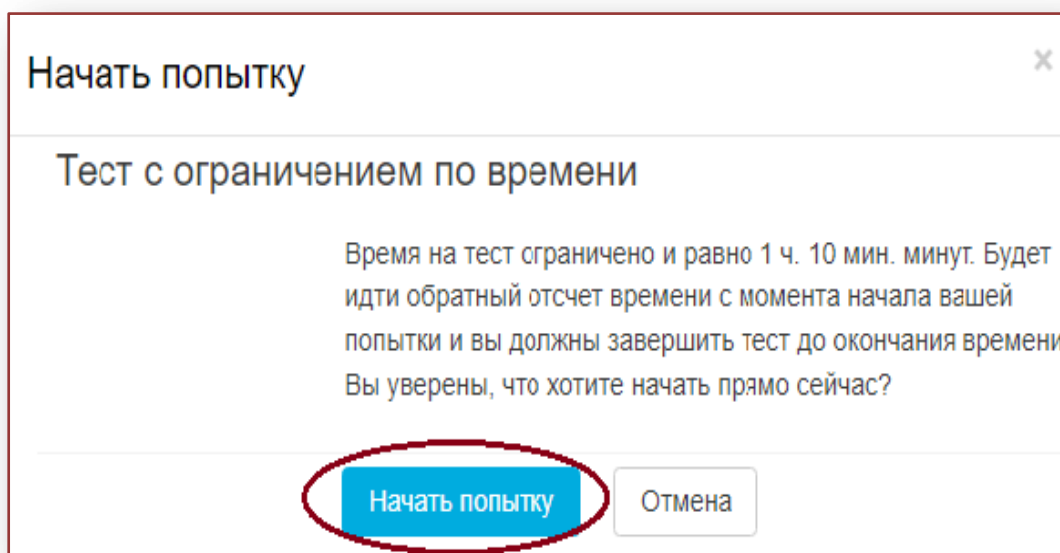 Начать попытку
×
Тест с ограничением по времени
Время на тест ограничено и равно 1 ч. 10 мин. минут. Будет
идти обратный отсчет времени с момента начала вашей
попытки и вы должны завершить тест до окончания времени
Вы уверены, что хотите начать прямо сейчас?
Начать попытку
Отмена